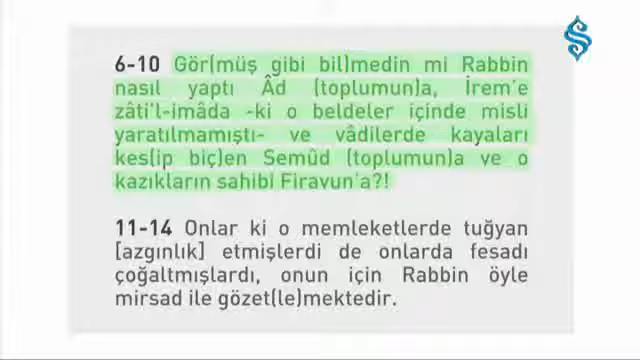 6-10 Gör(müş gibi bil)medin mi Rabbin
nasıl yaptı Âd (toplumun)a, İrem'e
zâti'l-imâda -ki o beldeler içinde misli
yaratılmamıştı- ve vâdilerde kayaları
kes(ip biç)en Semûd (toplumun)a ve o
kazıkların sahibi Firavun'a?!
11-14 Onlar ki o memleketlerde tuğyan
[azgınlık] etmişlerdi de onlarda fesadı
çoğaltmışlardı, onun için Rabbin öyle
mirsad ile gözet(le)mektedir.